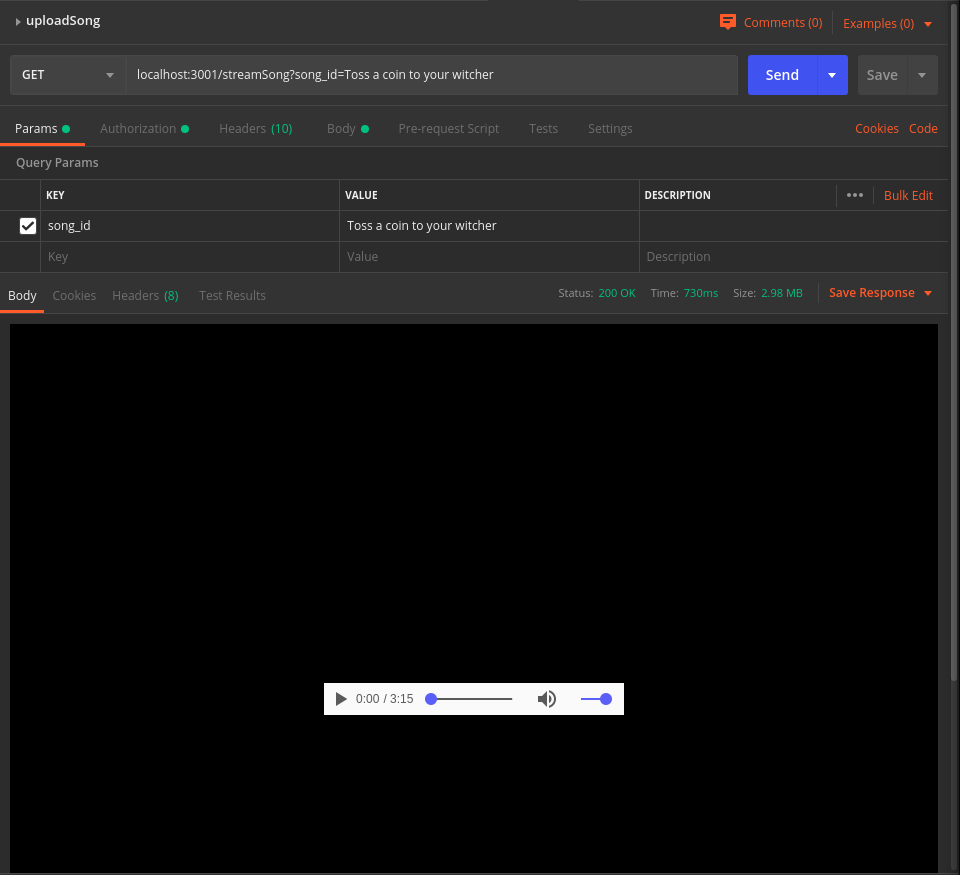 uploadSong
Comments (0)
Examples (0)
GET
localhost:3001/streamSong?song_id=Toss a coin to your witcher
Send
Save
Params
Authorization
Headers (10)
Body
Pre-request Script
Tests
Settings
Cookies
Code
Query Params
KEY
VALUE
DESCRIPTION
Bulk Edit
song_id
Toss a coin to your witcher
Key
Value
Description
Body
Cookies
Headers (8)
Test Results
Status: 200 OK
Time: 730ms
Size: 2.98 MB
Save Response
0:00 / 3:15